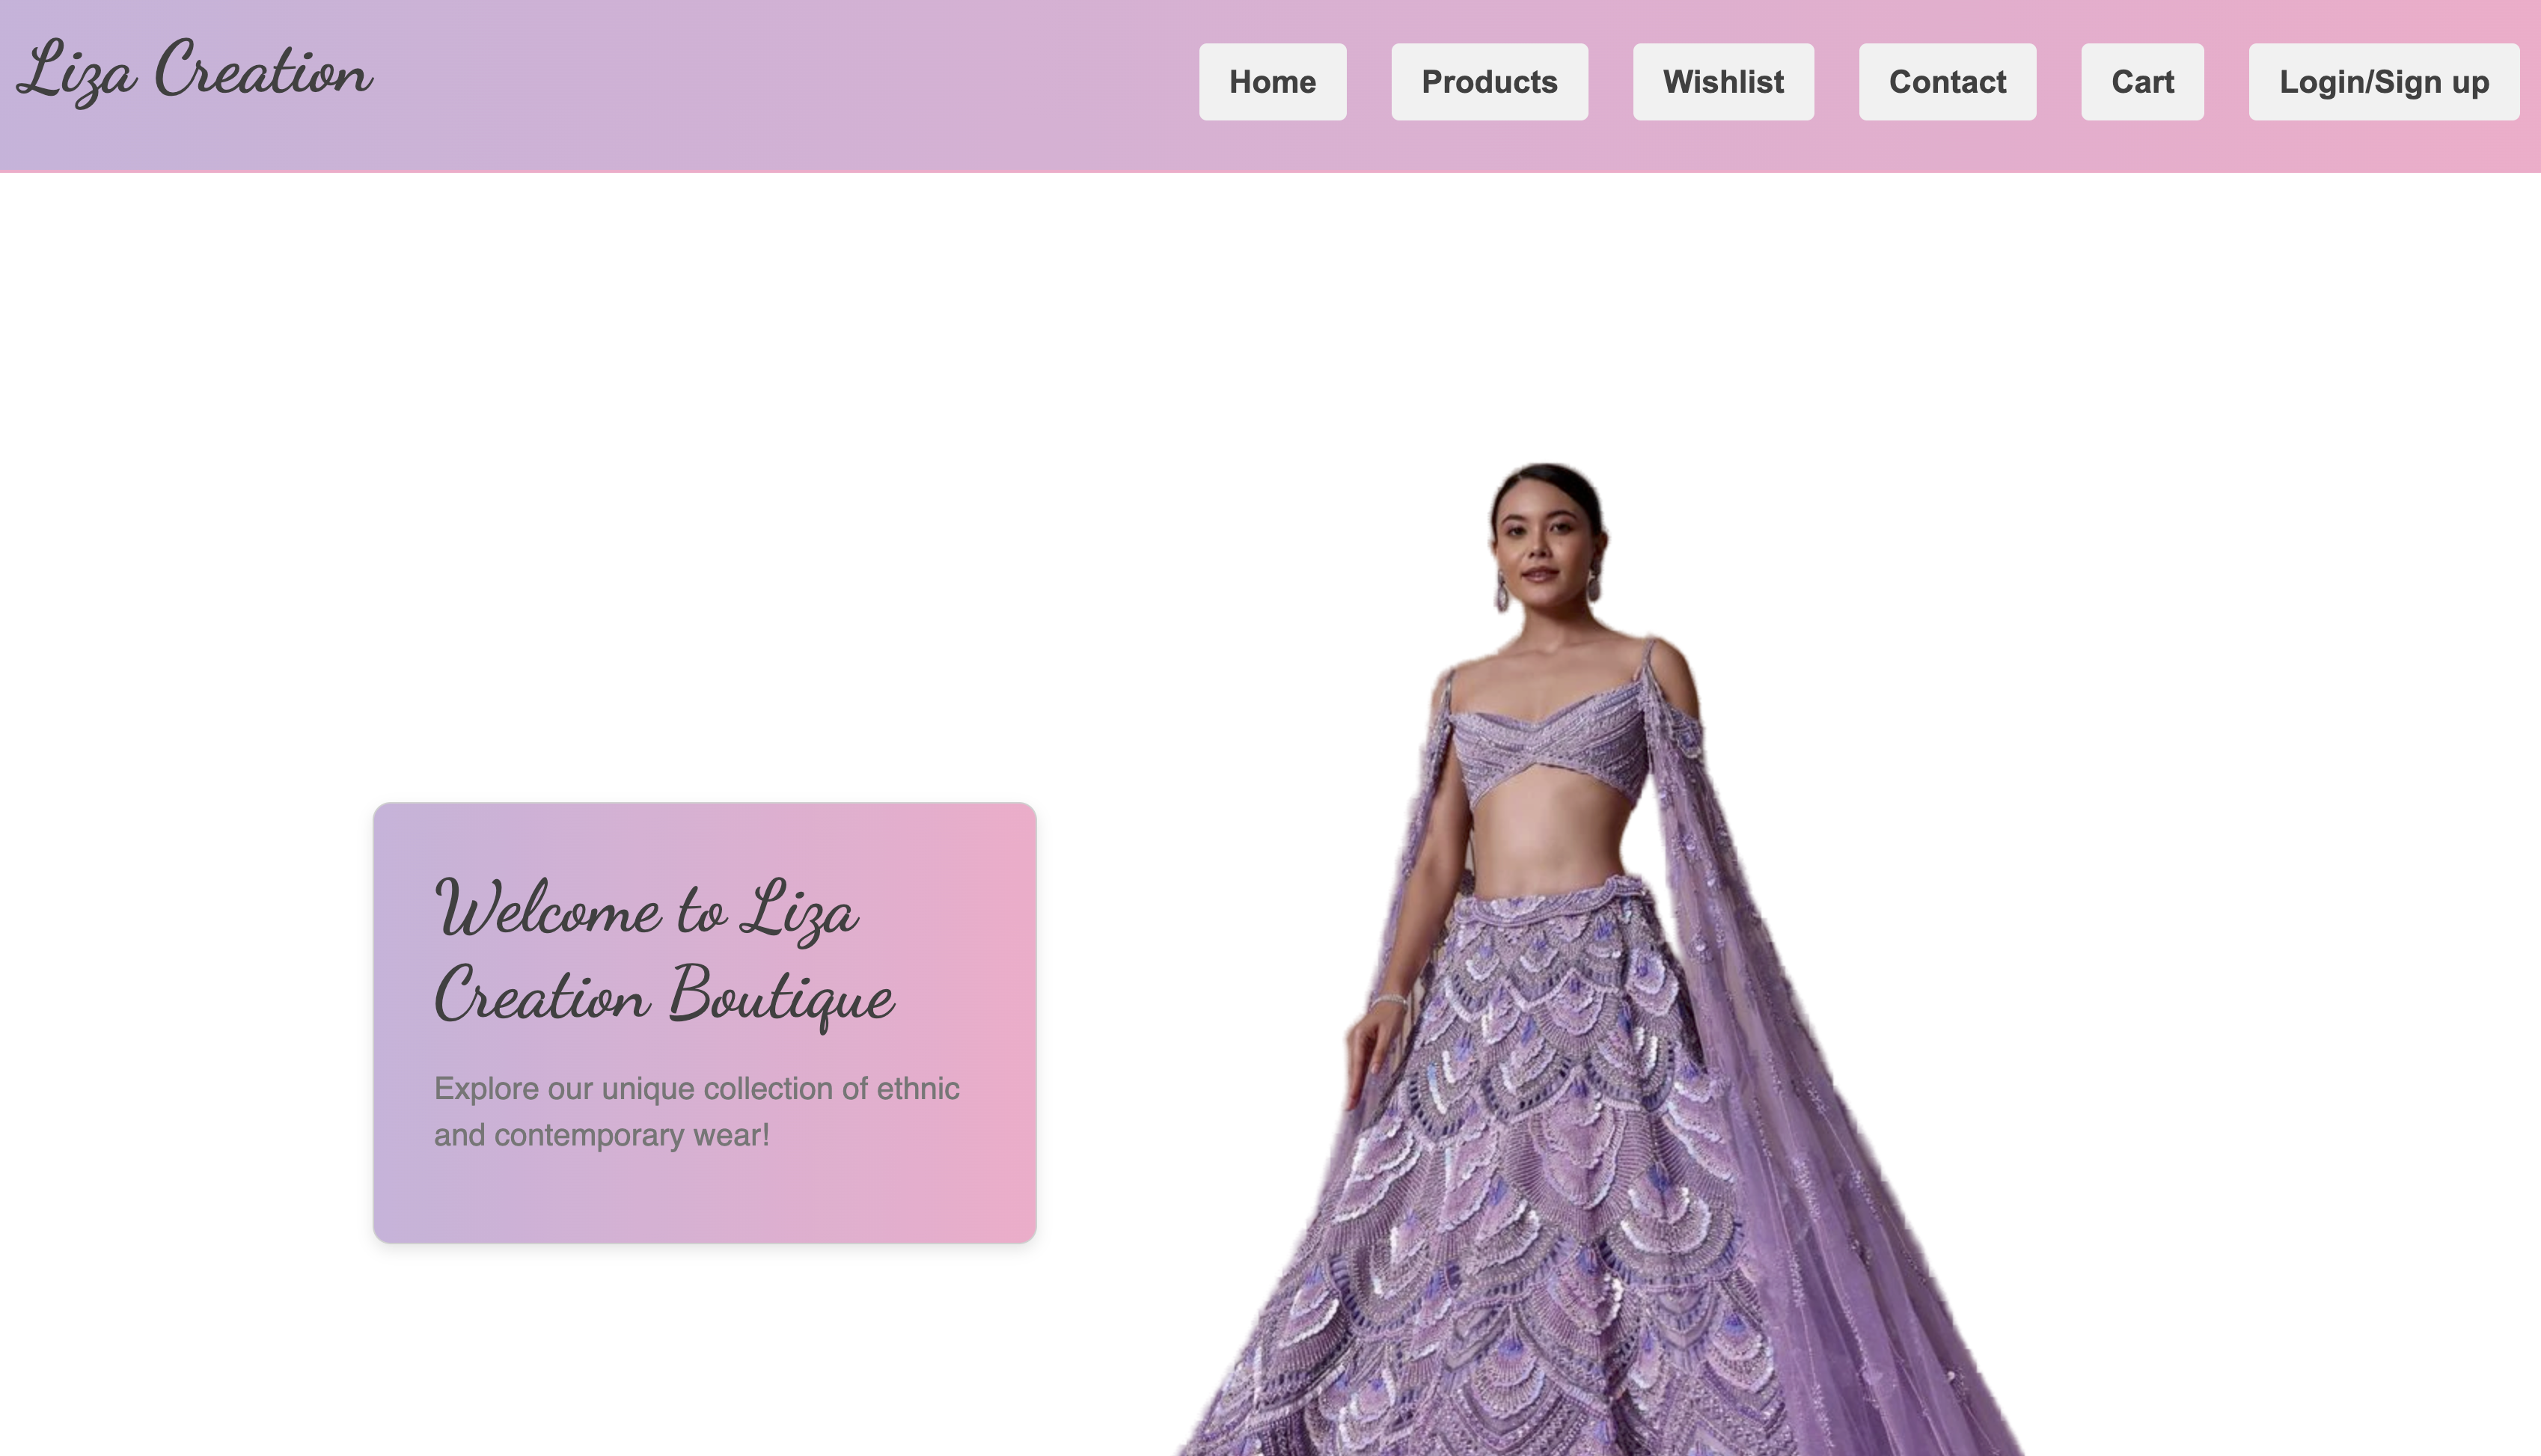 Liza Creation
Home Products Wishlist Contact Cart Login/Sign up
Welcome to Liza
Creation Boutique
Explore our unique collection of ethnic
and contemporary wear!